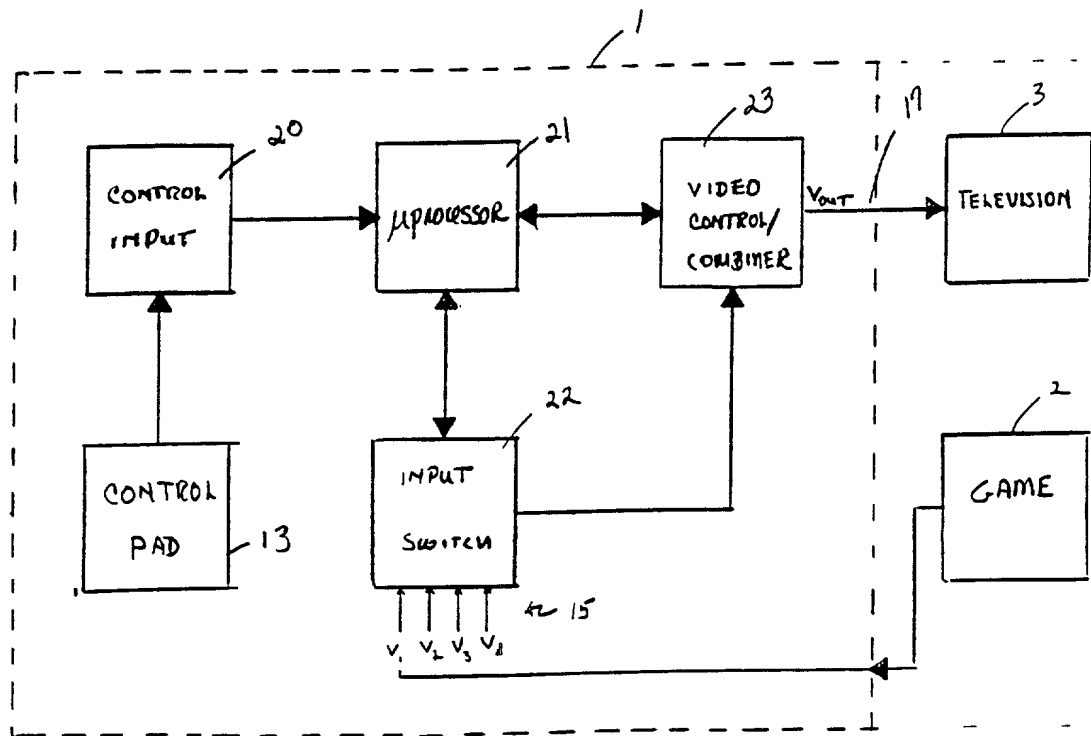 1
20
21
23
17
3
CONTROL
INPUT
µPROCESSOR
VIDEO
CONTROL/
COMBINER
VOUT
TELEVISION
22
2
CONTROL
PAD
13
INPUT
SWITCH
GAME
15
V1 V2 V3